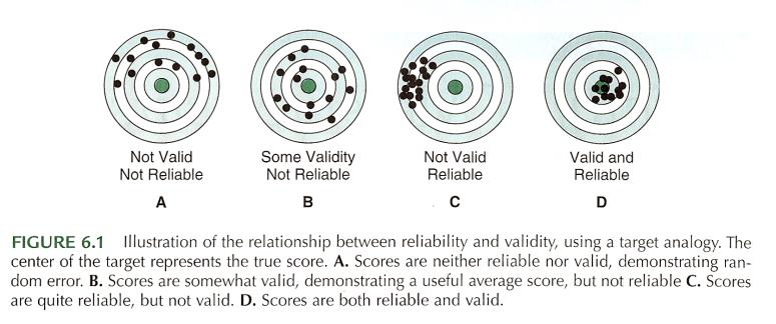 Not Valid
Not Reliable
A
Some Validity
Not Reliable
B
Not Valid
Reliable
C
Valid and
Reliable
D
FIGURE 6.1 Illustration of the relationship between reliability and validity, using a target analogy. The
center of the target represents the true score. A. Scores are neither reliable nor valid, demonstrating ran-
dom error. B. Scores are somewhat valid, demonstrating a useful average score, but not reliable C. Scores
are quite reliable, but not valid. D. Scores are both reliable and valid.